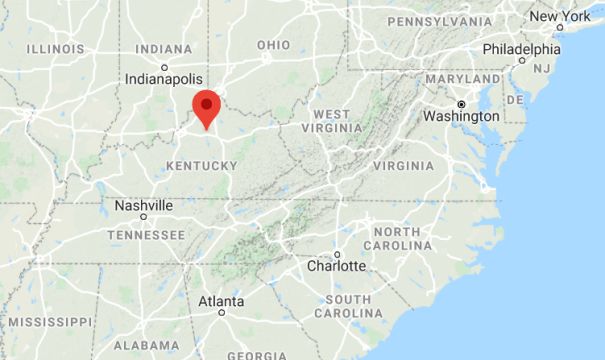 New York
PENNSYLVANIA
OHIO
Philadelphia
ILLINOIS
INDIANA
NJ
Indianapolis
MARYLAND
DE
WEST
VIRGINIA
Washington
KENTUCKY
VIRGINIA
Nashville
TENNESSEE
NORTH
CAROLINA
Charlotte
Atlanta
SOUTH
CAROLINA
MISSISSIPPI
ALABAMA
GEORGIA